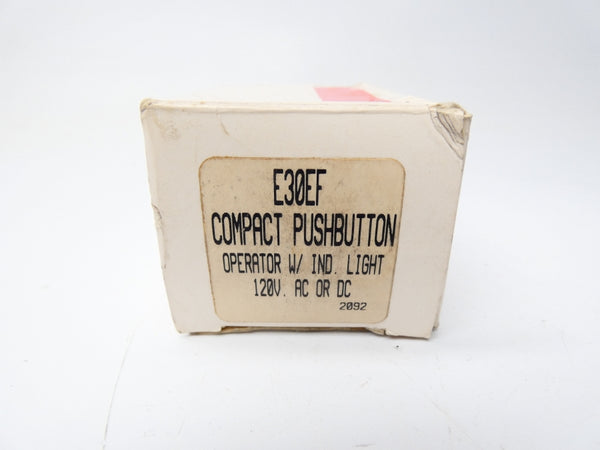 E30EF
COMPACT PUSHBUTTON
OPERATOR W/ IND. LIGHT
120V. AC OR DC
2092